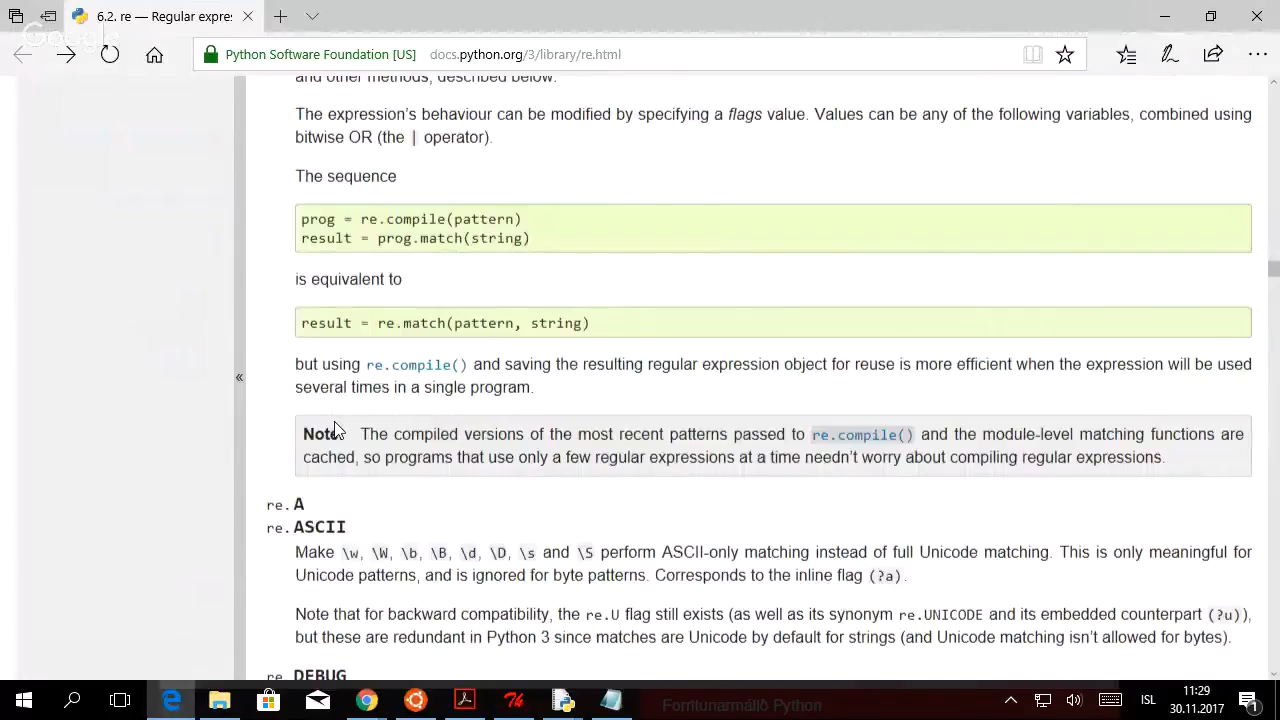 6.2. re — Regular expre
Google
Python Software Foundation [US] docs.python.org/3/library/re.html
and other methods, described below.
The expression's behaviour can be modified by specifying a flags value. Values can be any of the following variables, combined using
bitwise OR (the | operator).
The sequence
prog = re.compile(pattern)
result = prog.match(string)
is equivalent to
result = re.match(pattern, string)
«
but using re.compile() and saving the resulting regular expression object for reuse is more efficient when the expression will be used
several times in a single program.
Note The compiled versions of the most recent patterns passed to re.compile() and the module-level matching functions are
cached, so programs that use only a few regular expressions at a time needn't worry about compiling regular expressions.
re.A
re.ASCII
Make \w, \W, \b, \B, \d, \D, \s and \S perform ASCII-only matching instead of full Unicode matching. This is only meaningful for
Unicode patterns, and is ignored for byte patterns. Corresponds to the inline flag (?a).
Note that for backward compatibility, the re.U flag still exists (as well as its synonym re.UNICODE and its embedded counterpart (?u)),
but these are redundant in Python 3 since matches are Unicode by default for strings (and Unicode matching isn't allowed for bytes).
re.DEBUG
ISL
11:29
30.11.2017
1
Forritunarmálið Python